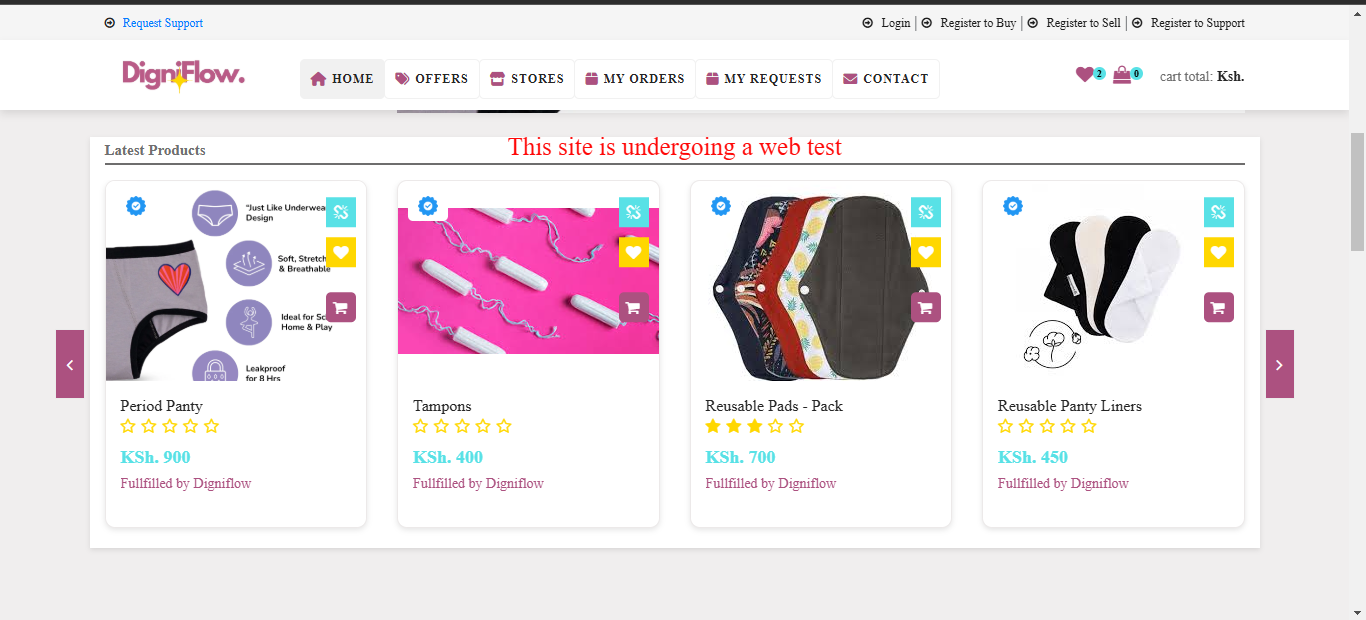 Request Support
Login | Register to Buy | Register to Sell | Register to Support
DigniFlow.
HOME
OFFERS
STORES
MY ORDERS
MY REQUESTS
CONTACT
2
0
cart total: Ksh.
This site is undergoing a web test
Latest Products
"Just Like Underwea
Design
Soft, Stretch
& Breathable
Ideal for Sc
Home & Play
Leakproof
for 8 Hrs
Period Panty
KSh. 900
Fullfilled by Digniflow
Tampons
KSh. 400
Fullfilled by Digniflow
Reusable Pads - Pack
KSh. 700
Fullfilled by Digniflow
Reusable Panty Liners
KSh. 450
Fullfilled by Digniflow